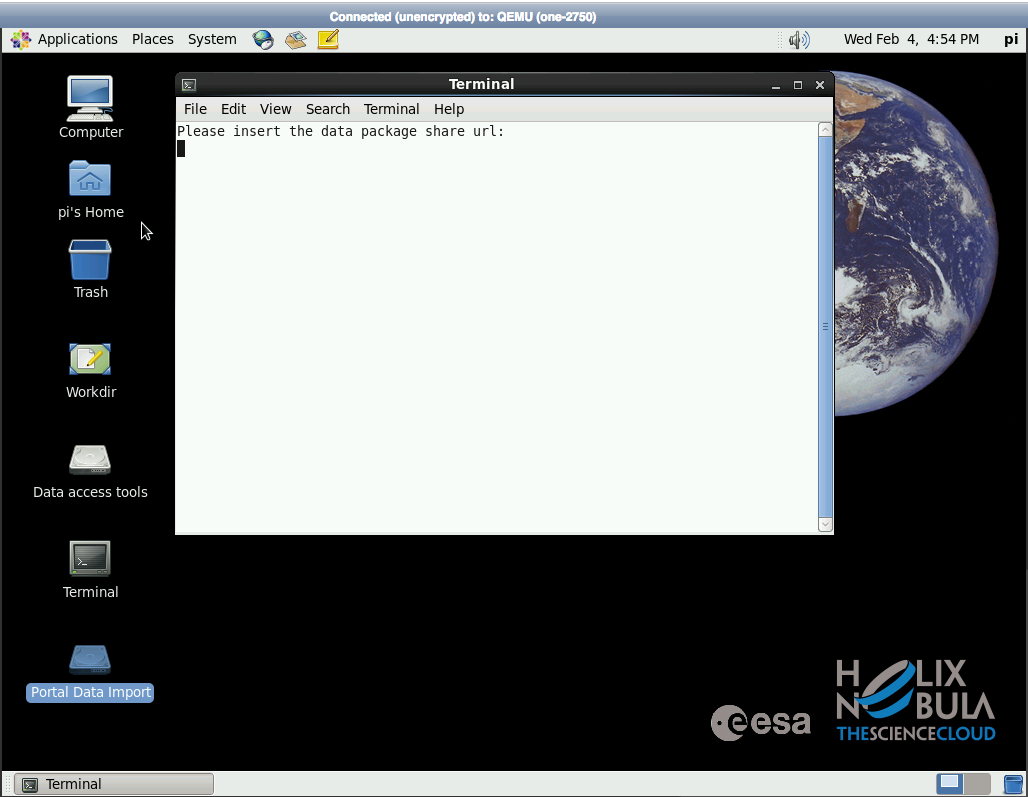 Connected (unencrypted) to: QEMU (one-2750)
Applications Places System Wed Feb 4, 4:54 PM pi
Terminal
File Edit View Search Terminal Help
Please insert the data package share url:
Computer
pi's Home
Trash
Workdir
Data access tools
Terminal
Portal Data Import
esa
HELIX
NEBULA
THESCIENCECLOUD
Terminal